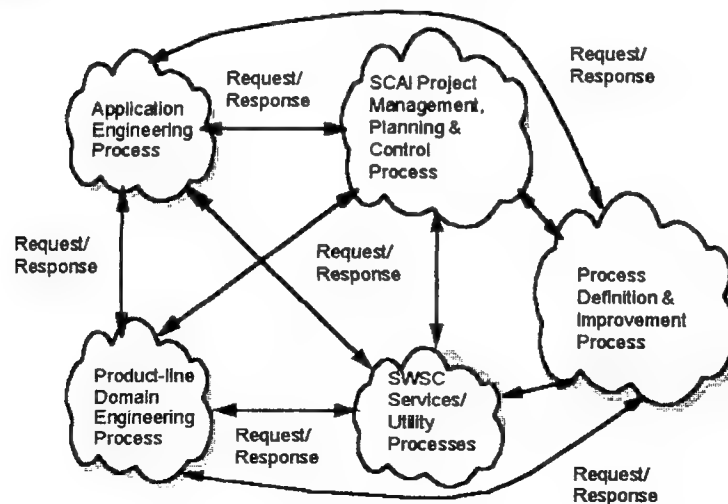 Request/
Response
Application
Engineering
Process
Request/
Response
SCAI Project
Management,
Planning &
Control
Process
Request/
Response
Request/
Response
Process
Definition &
Improvement
Process
Product-line
Domain
Engineering
Process
SWSC
Services/
Utility
Processes
Request/
Response
Request/
Response